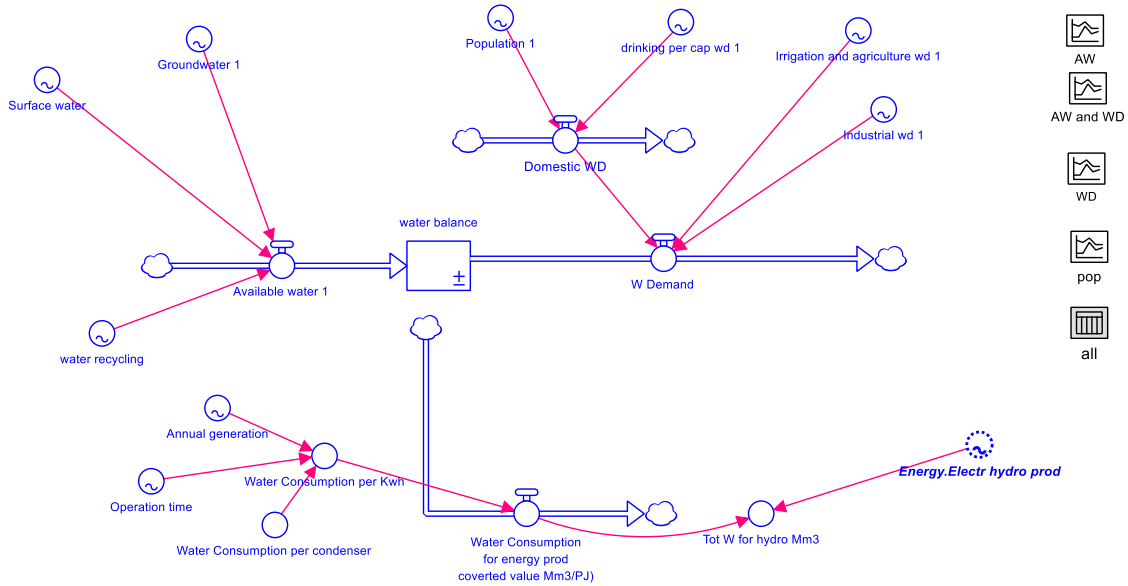 Population 1
drinking per cap wd 1
Irrigation and agriculture wd 1
Groundwater 1
Surface water
AW
AW and WD
Industrial wd 1
Domestic WD
WD
water balance
Available water 1
W Demand
pop
water recycling
all
Annual generation
Operation time
Water Consumption per Kwh
Water Consumption per condenser
Energy.Electr hydro prod
Water Consumption
for energy prod
coverted value Mm3/PJ)
Tot W for hydro Mm3